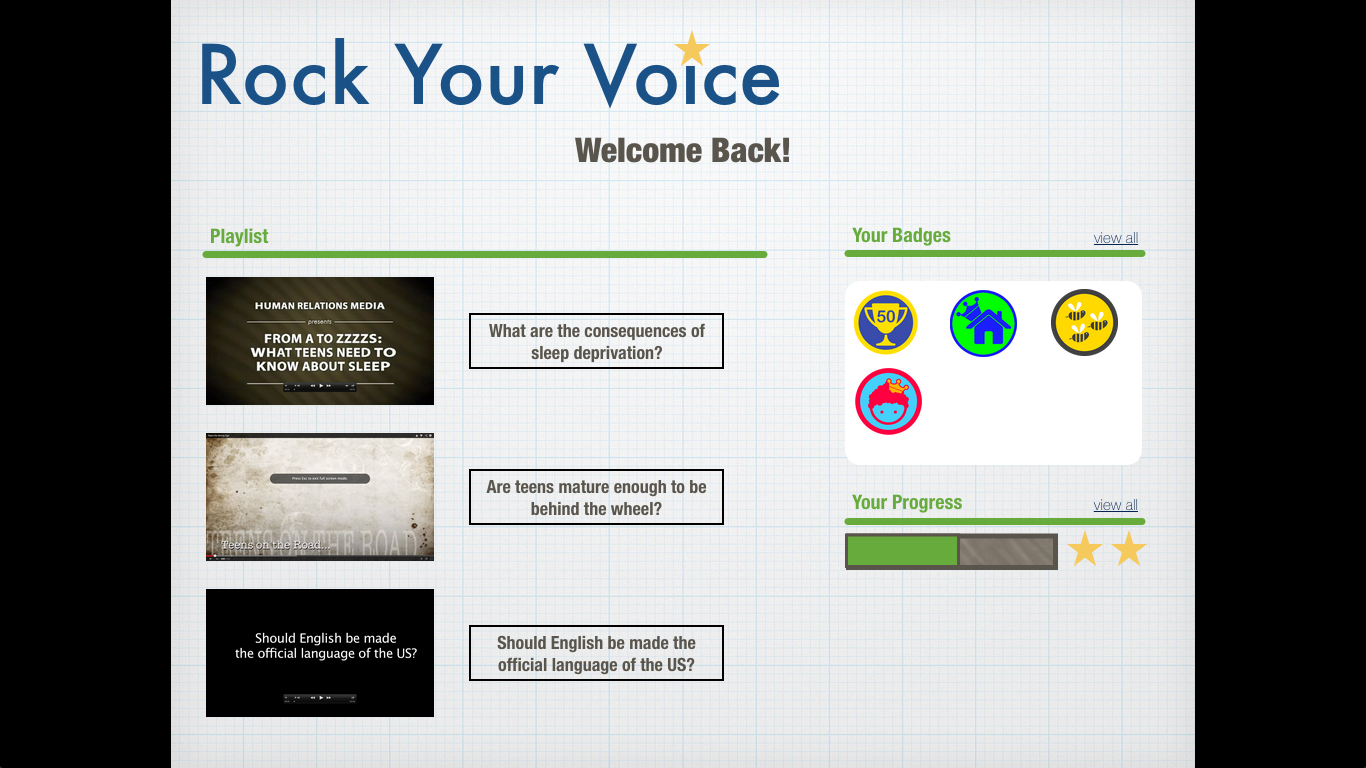 Rock Your Voice
Welcome Back!
Playlist
HUMAN RELATIONS MEDIA
presents
FROM A TO ZZZZS:
WHAT TEENS NEED TO
KNOW ABOUT SLEEP
What are the consequences of
sleep deprivation?
Press Esc to exit full screen mode.
Teens on the Road...
Are teens mature enough to be
behind the wheel?
Should English be made
the official language of the US?
Should English be made the
official language of the US?
Your Badges
view all
50
Your Progress
view all